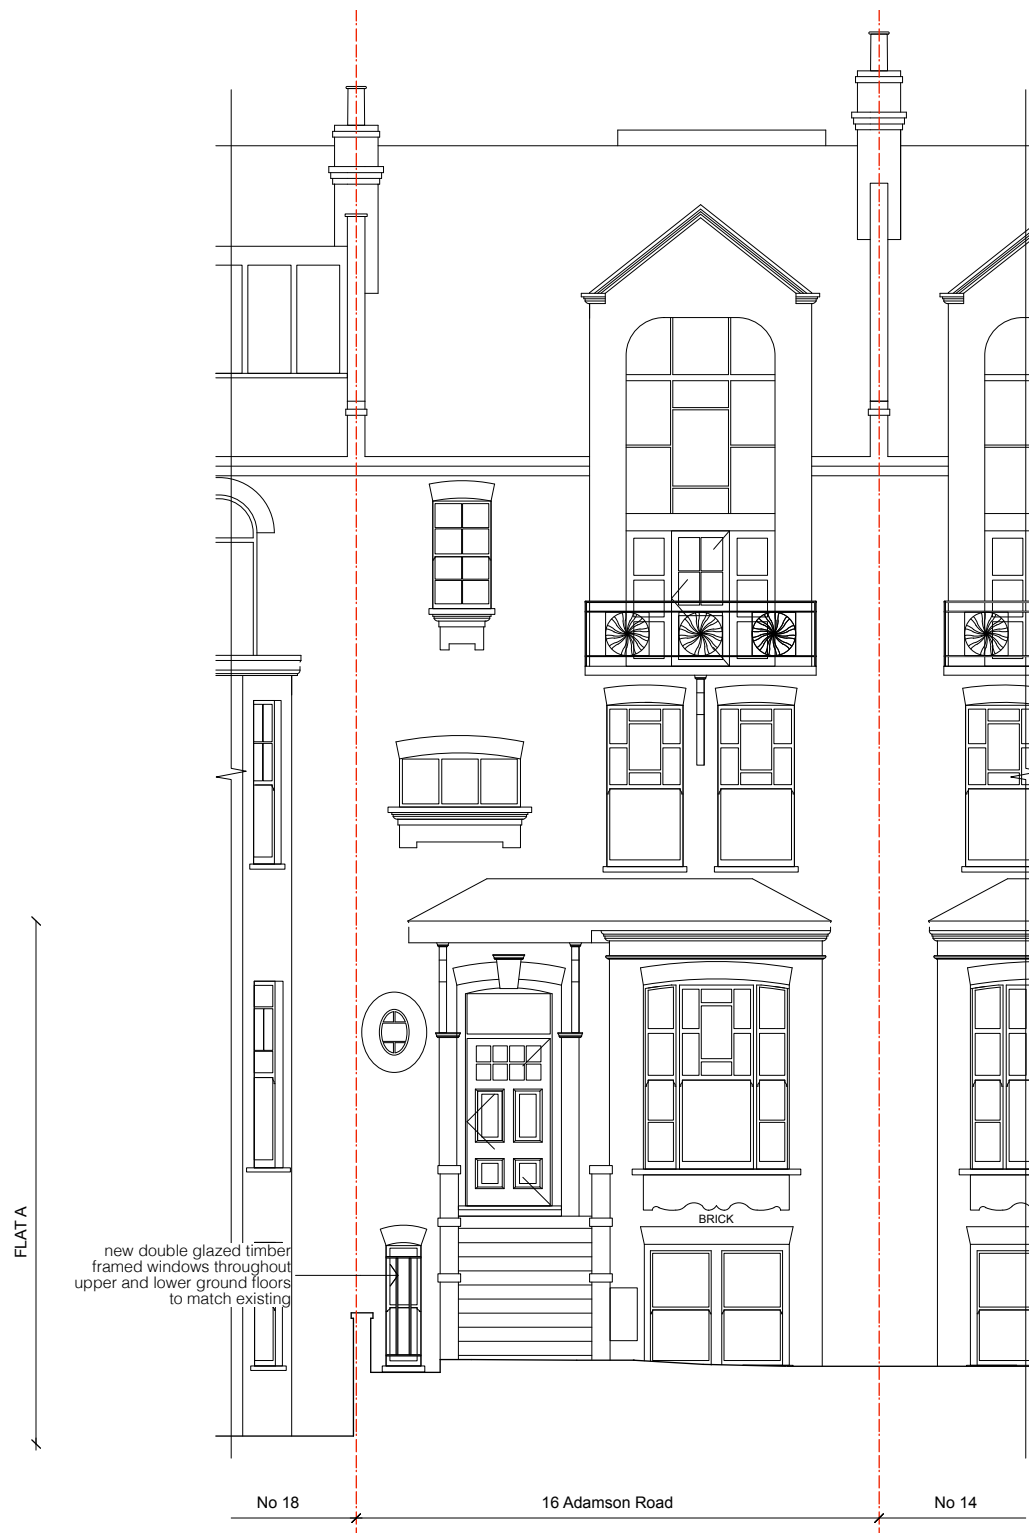 BRICK
FLAT A
new double glazed timber
framed windows throughout
upper and lower ground floors
to match existing
No 18
16 Adamson Road
No 14